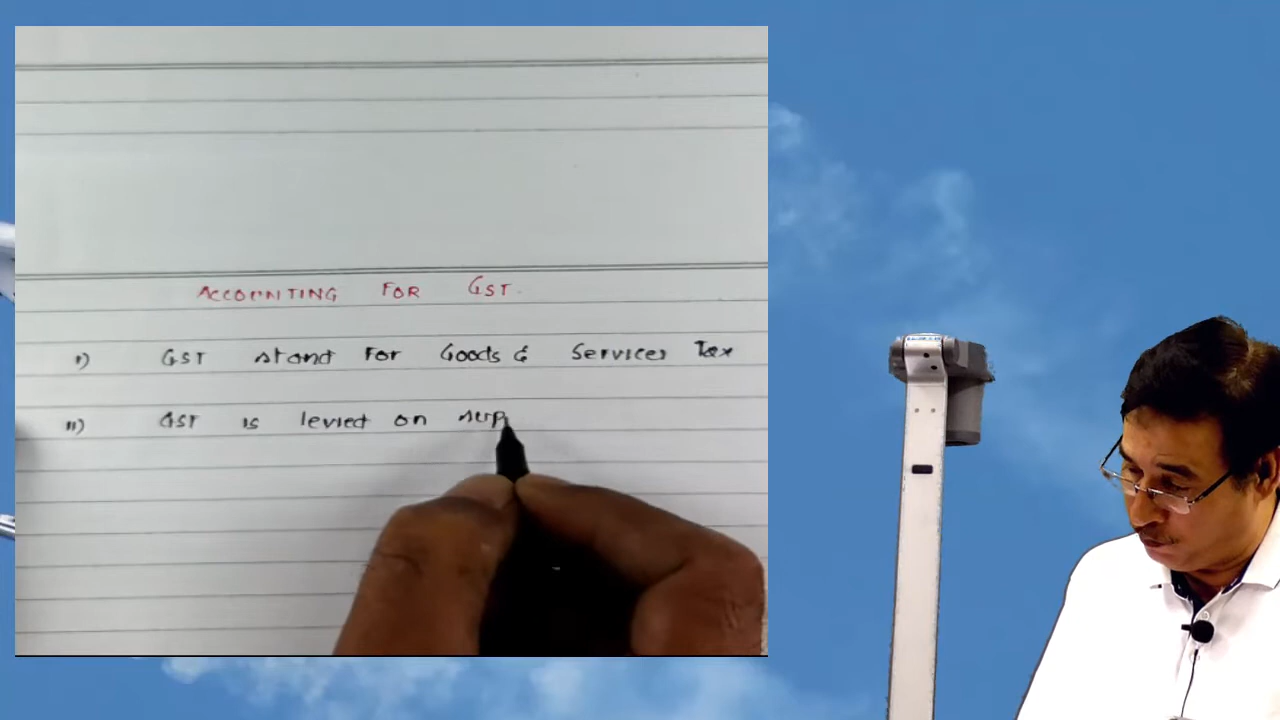 ACCOUNTING FOR GST.
I) GST stand For Goods & Services Tax
II) GST is levied on sup